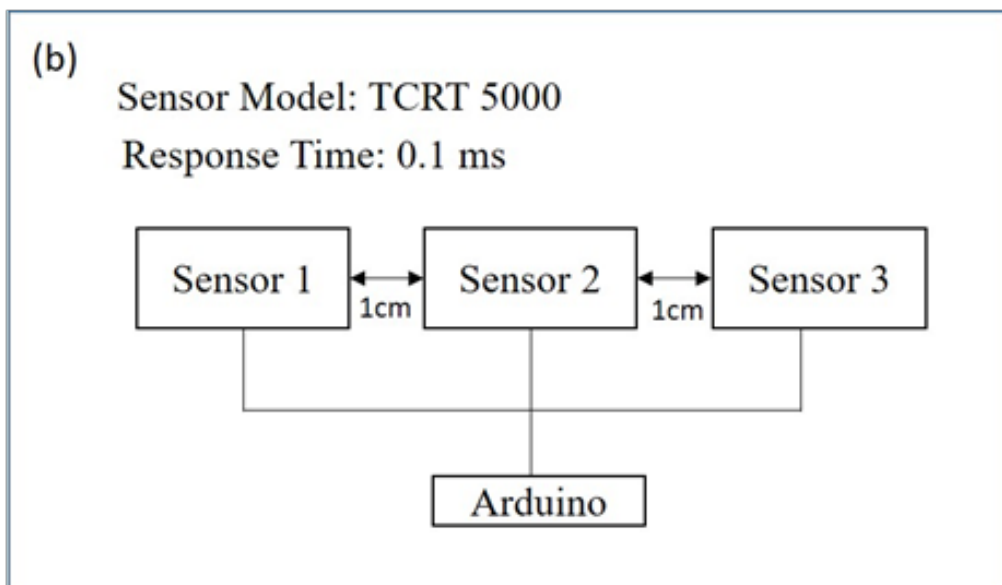 (b)
Sensor Model: TCRT 5000
Response Time: 0.1 ms
Sensor 1
1cm
Sensor 2
1cm
Sensor 3
Arduino